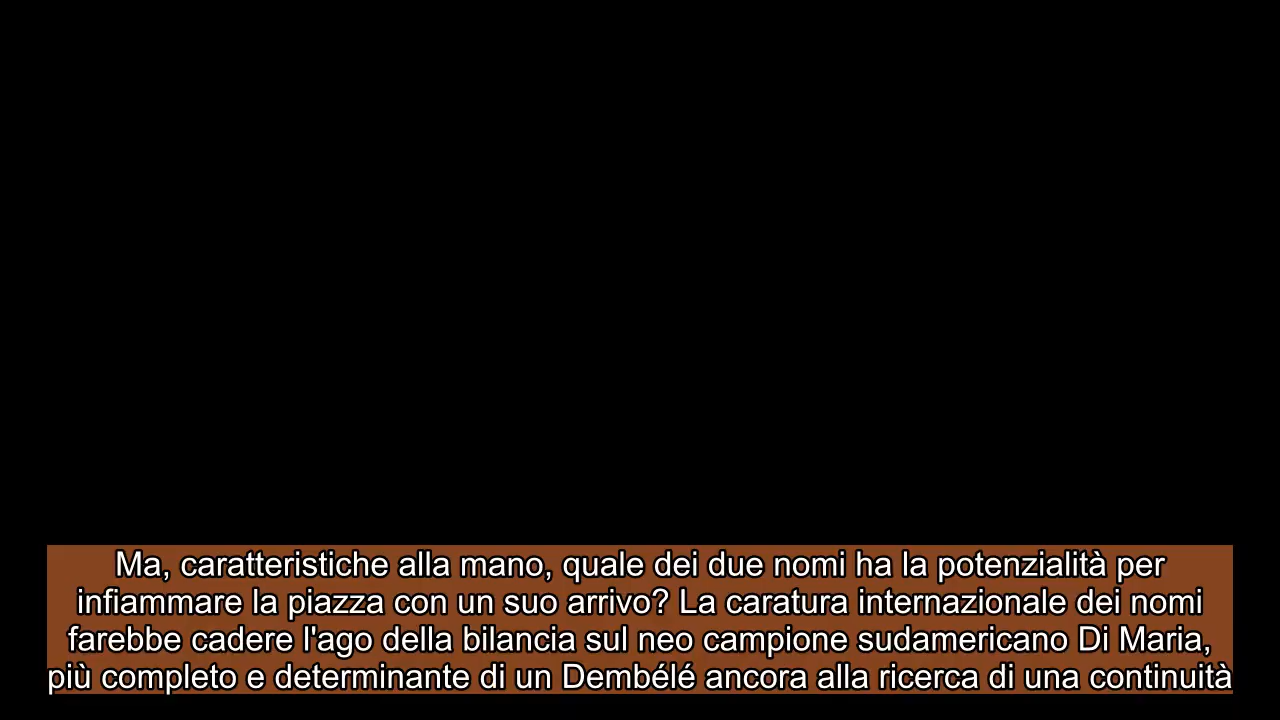 Ma, caratteristiche alla mano, quale dei due nomi ha la potenzialità per
infiammare la piazza con un suo arrivo? La caratura internazionale dei nomi
farebbe cadere l'ago della bilancia sul neo campione sudamericano Di Maria,
più completo e determinante di un Dembélé ancora alla ricerca di una continuità